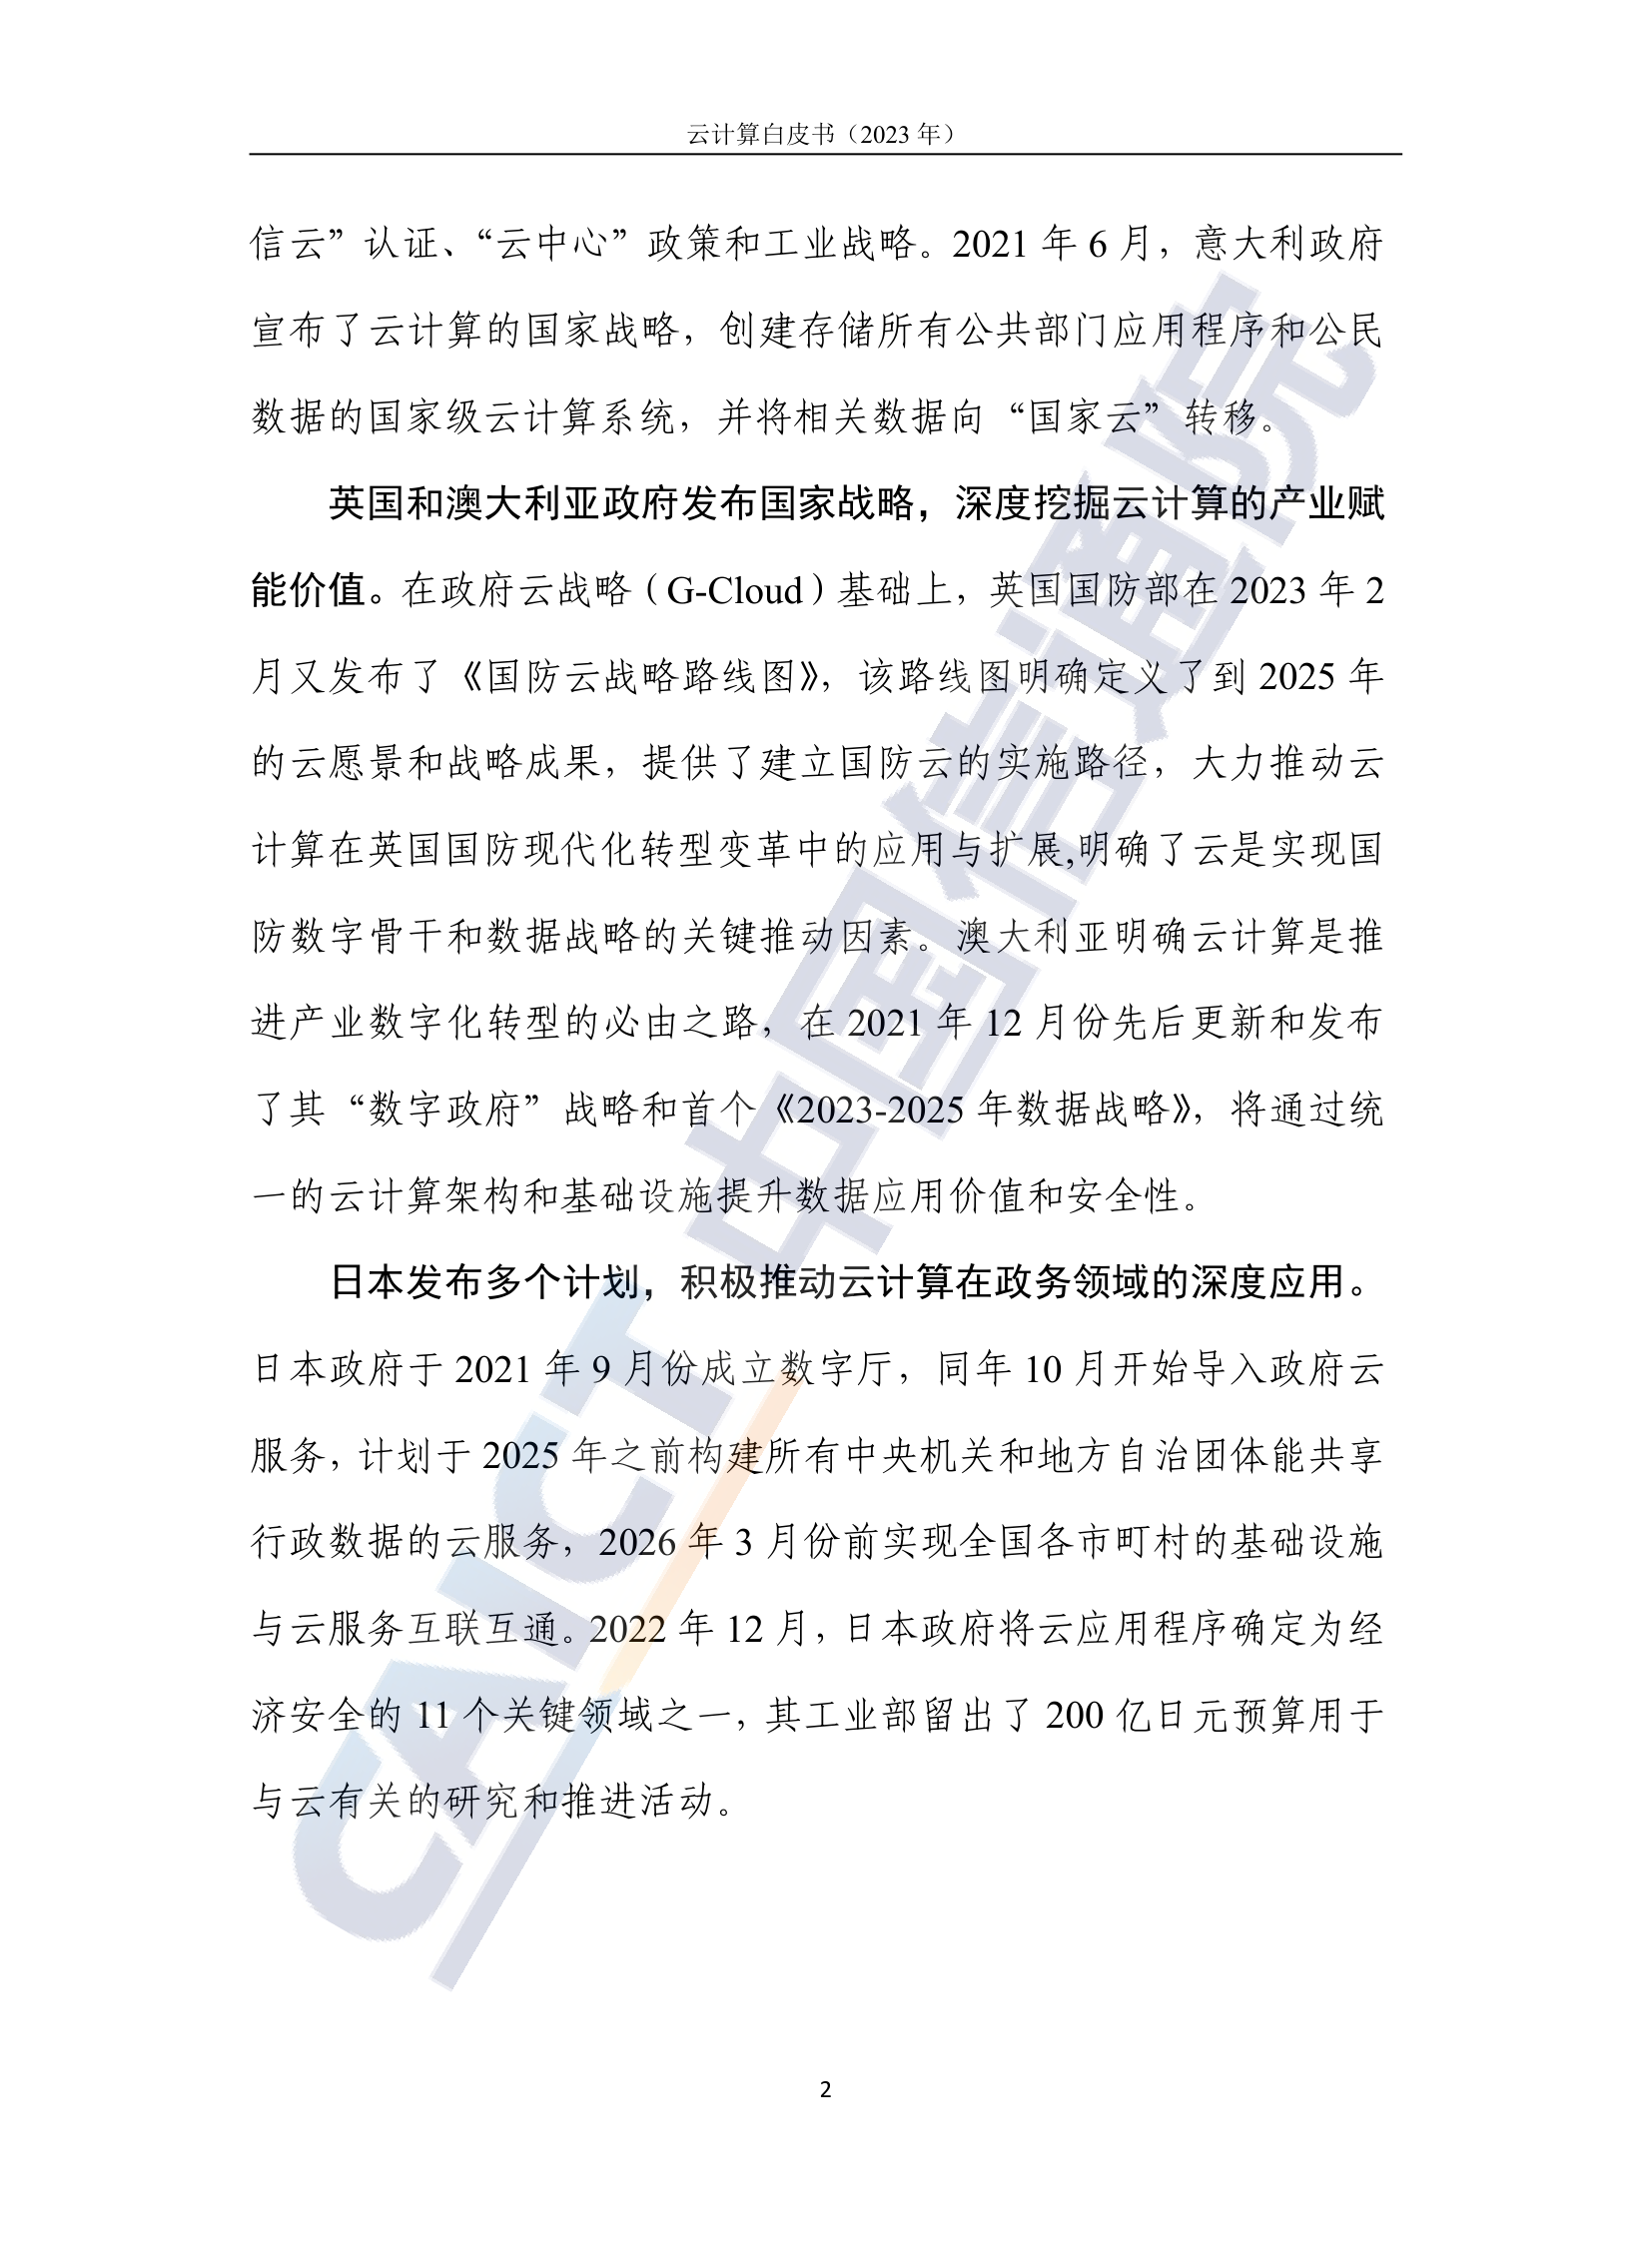 云计算白皮书（2023 年）
信云”认证、“云中心”政策和工业战略。2021 年 6 月，意大利政府
宣布了云计算的国家战略，创建存储所有公共部门应用程序和公民
数据的国家级云计算系统，并将相关数据向“国家云”转移。
英国和澳大利亚政府发布国家战略，深度挖掘云计算的产业赋
能价值。在政府云战略（G-Cloud）基础上，英国国防部在 2023 年 2
月又发布了《国防云战略路线图》，该路线图明确定义了到 2025 年
的云愿景和战略成果，提供了建立国防云的实施路径，大力推动云
计算在英国国防现代化转型变革中的应用与扩展,明确了云是实现国
防数字骨干和数据战略的关键推动因素。澳大利亚明确云计算是推
进产业数字化转型的必由之路，在 2021 年 12 月份先后更新和发布
了其“数字政府”战略和首个《2023-2025 年数据战略》，将通过统
一的云计算架构和基础设施提升数据应用价值和安全性。
日本发布多个计划，积极推动云计算在政务领域的深度应用。
日本政府于 2021 年 9 月份成立数字厅，同年 10 月开始导入政府云
服务，计划于 2025 年之前构建所有中央机关和地方自治团体能共享
行政数据的云服务，2026 年 3 月份前实现全国各市町村的基础设施
与云服务互联互通。2022 年 12 月，日本政府将云应用程序确定为经
济安全的 11 个关键领域之一，其工业部留出了 200 亿日元预算用于
与云有关的研究和推进活动。
CAICT 中国信通院
2